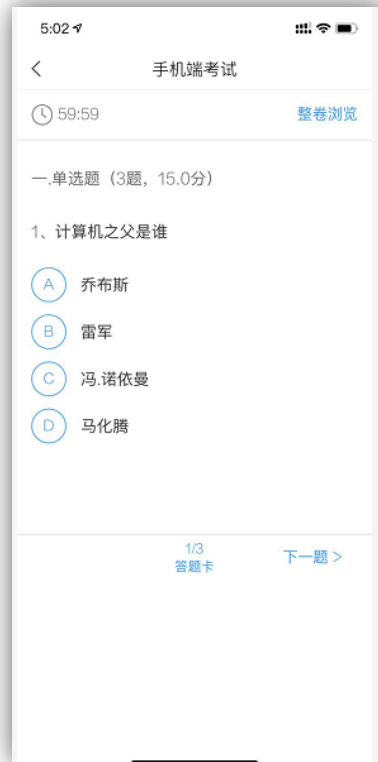 5:02
手机端考试
59:59 整卷浏览
一.单选题（3题，15.0分）
1、计算机之父是谁
A 乔布斯
B 雷军
C 冯.诺依曼
D 马化腾
1/3
答题卡
下一题 >